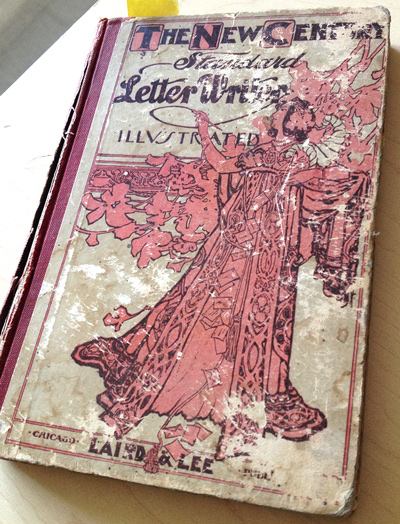 THE NEW CENTURY
Standard
Letter Writer
ILLUSTRATED
CHICAGO
LAIRD & LEE